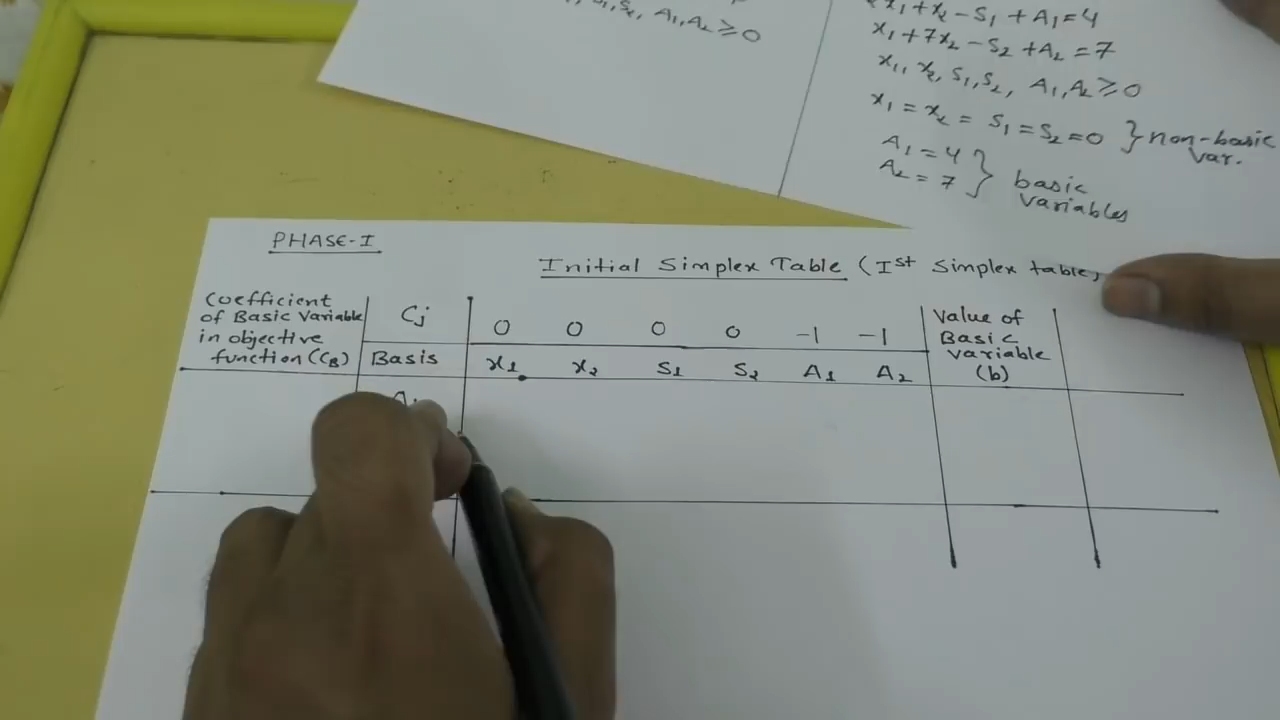 A₁, A₂ ≥ 0
x₁ + x₂ - S₁ + A₁ = 4
x₁ + 7x₂ - S₂ + A₂ = 7
x₁, x₂, S₁, S₂, A₁, A₂ ≥ 0
x₁ = x₂ = S₁ = S₂ = 0 } non-basic var.
A₁ = 4
A₂ = 7 } basic variables
PHASE-I
Initial Simplex Table (Ist Simplex table)
Coefficient of Basic Variable in objective function (CB)
Cj 0 0 0 0 -1 -1
Basis x₁ x₂ S₁ S₂ A₁ A₂
Value of Basic variable (b)